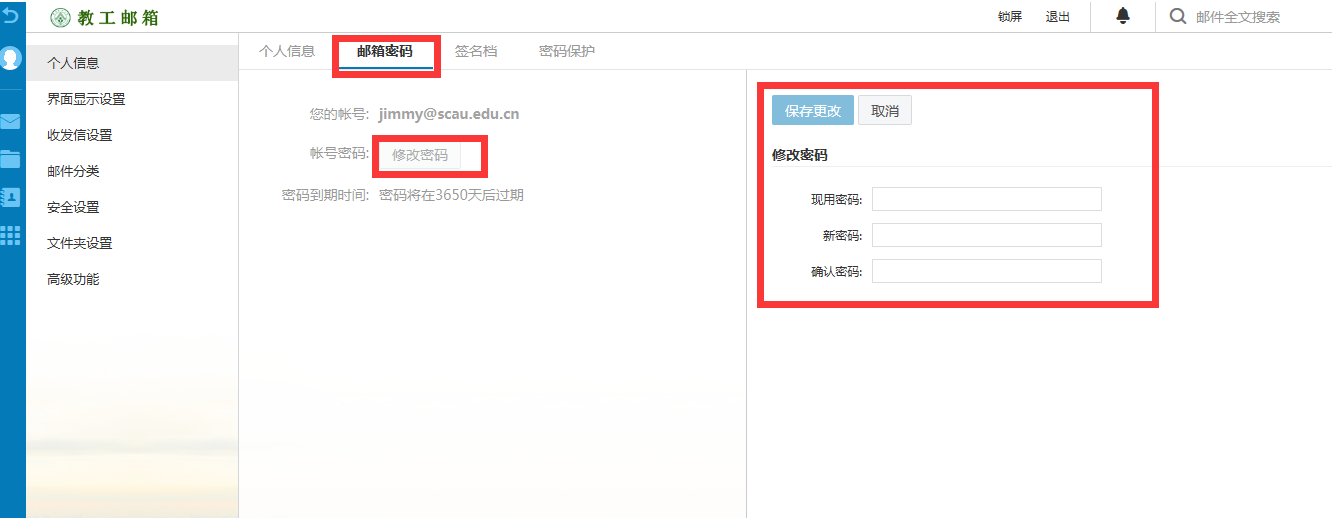 教工邮箱
锁屏 退出 邮件全文搜索
个人信息
界面显示设置
收发信设置
邮件分类
安全设置
文件夹设置
高级功能
个人信息 邮箱密码 签名档 密码保护
您的帐号: jimmy@scau.edu.cn
帐号密码: 修改密码
密码到期时间: 密码将在3650天后过期
保存更改 取消
修改密码
现用密码:
新密码:
确认密码: